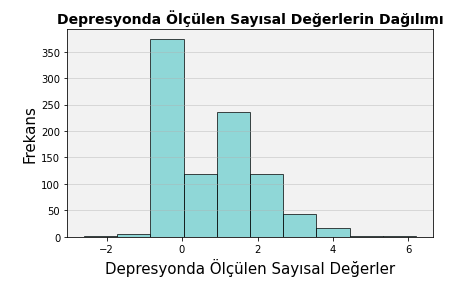 Depresyonda Ölçülen Sayısal Değerlerin Dağılımı
Frekans
350
300
250
200
150
100
50
0
−2 0 2 4 6
Depresyonda Ölçülen Sayısal Değerler